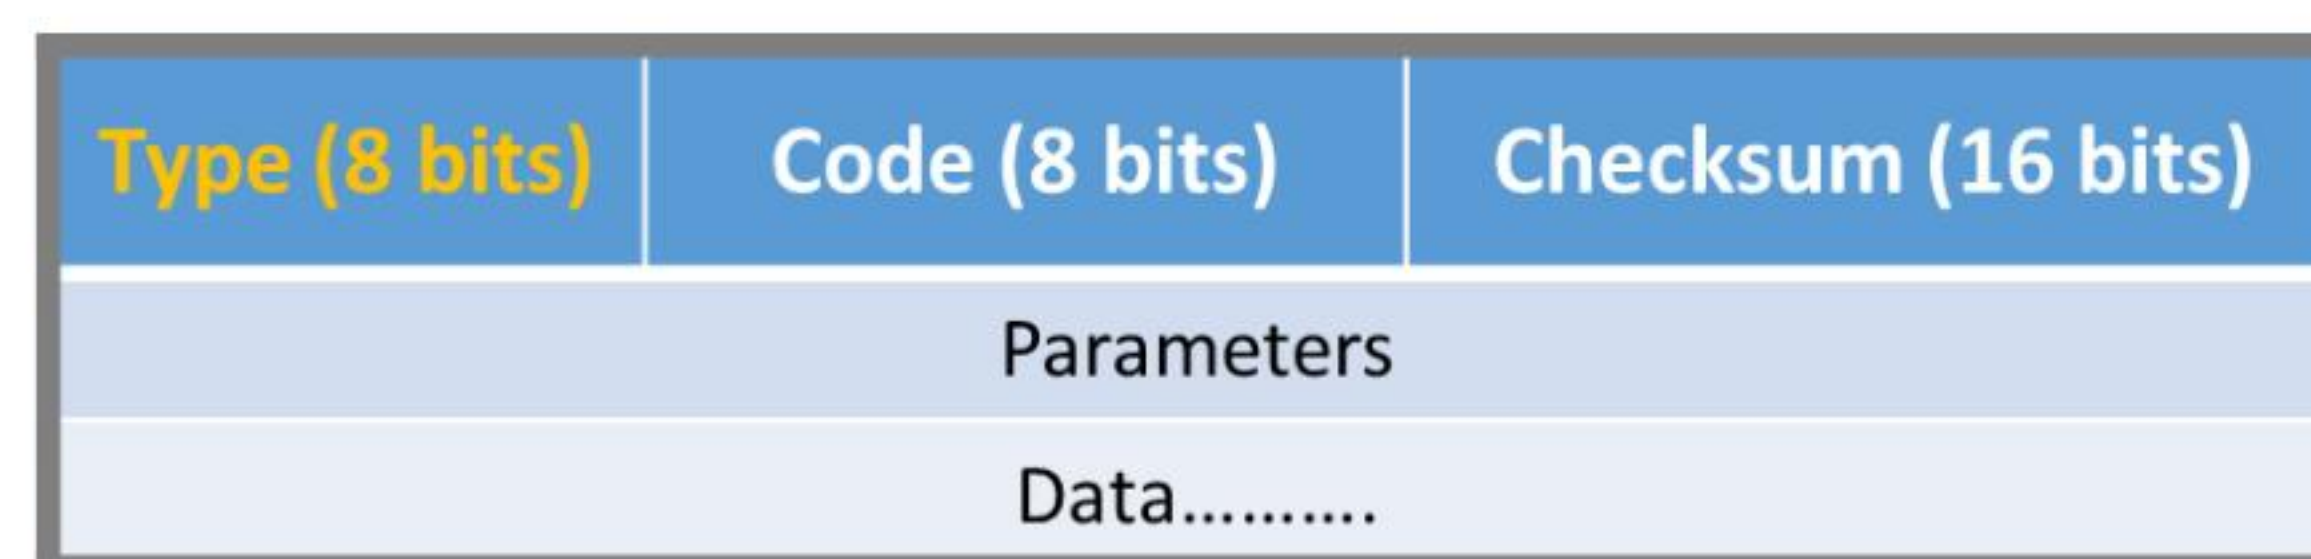 Type (8 bits) Code (8 bits) Checksum (16 bits)
Parameters
Data……….